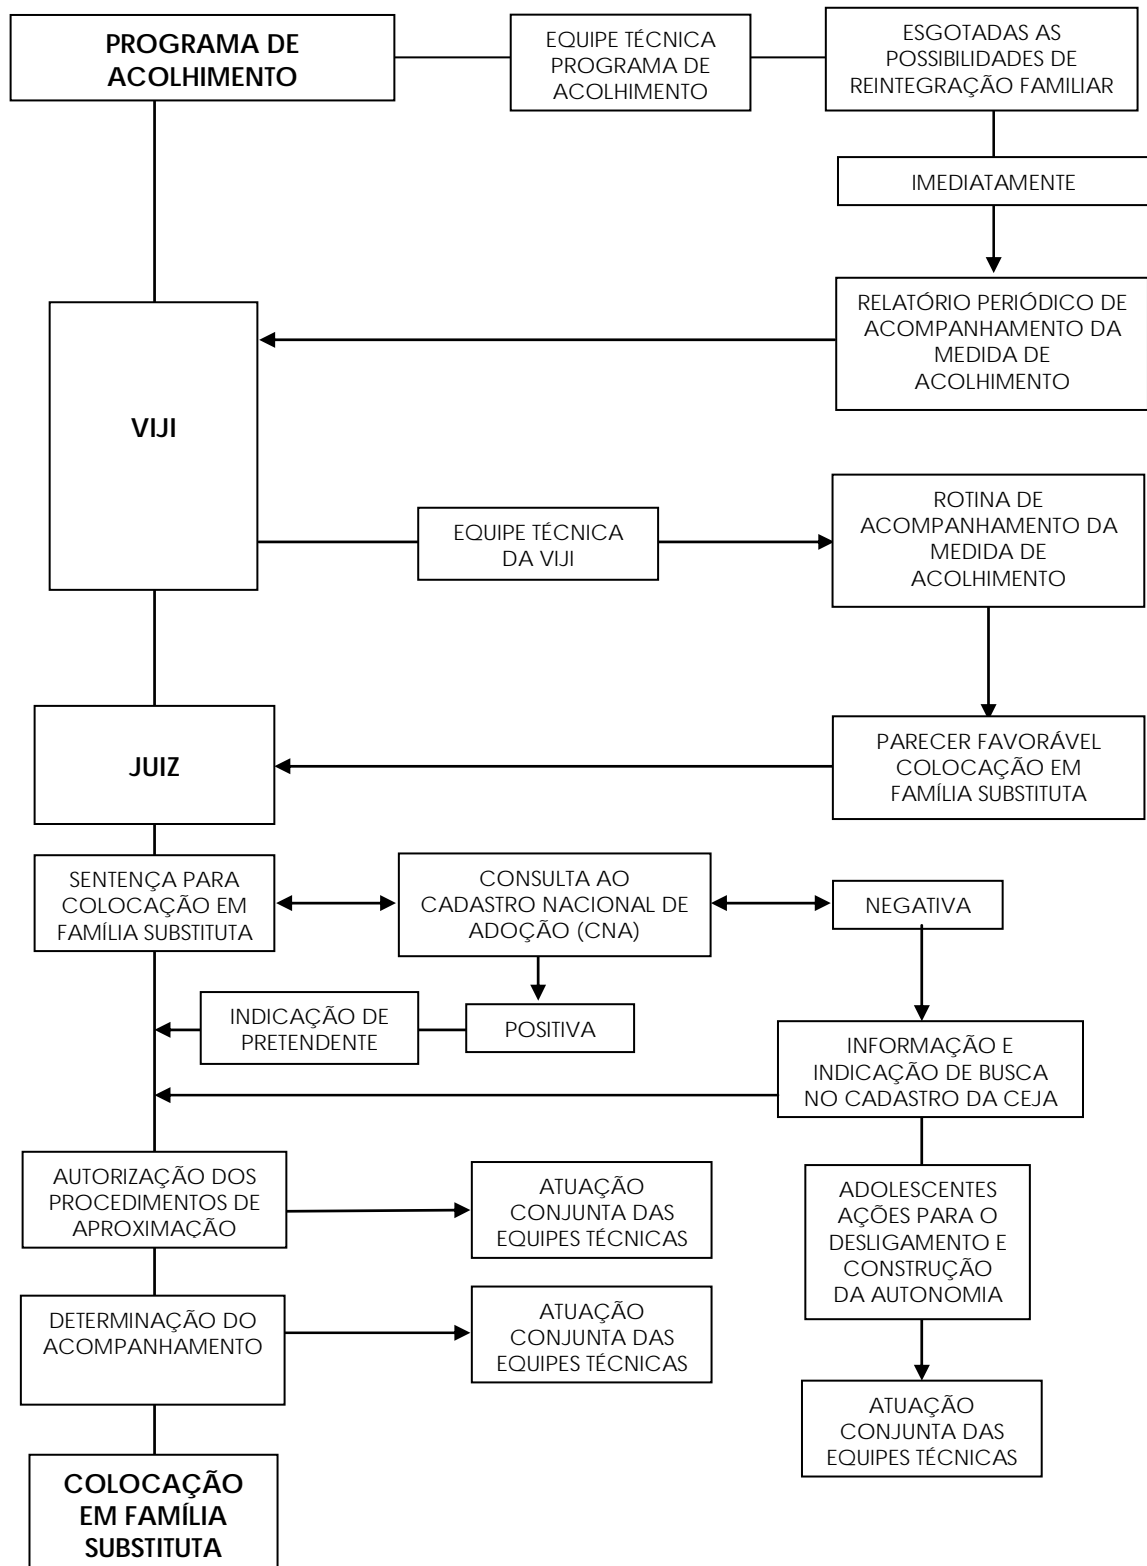 PROGRAMA DE
ACOLHIMENTO
EQUIPE TÉCNICA
PROGRAMA DE
ACOLHIMENTO
ESGOTADAS AS
POSSIBILIDADES DE
REINTEGRAÇÃO FAMILIAR
IMEDIATAMENTE
RELATÓRIO PERIÓDICO DE
ACOMPANHAMENTO DA
MEDIDA DE
ACOLHIMENTO
VIJI
EQUIPE TÉCNICA
DA VIJI
ROTINA DE
ACOMPANHAMENTO DA
MEDIDA DE
ACOLHIMENTO
JUIZ
PARECER FAVORÁVEL
COLOCAÇÃO EM
FAMÍLIA SUBSTITUTA
SENTENÇA PARA
COLOCAÇÃO EM
FAMÍLIA SUBSTITUTA
CONSULTA AO
CADASTRO NACIONAL DE
ADOÇÃO (CNA)
NEGATIVA
INDICAÇÃO DE
PRETENDENTE
POSITIVA
INFORMAÇÃO E
INDICAÇÃO DE BUSCA
NO CADASTRO DA CEJA
AUTORIZAÇÃO DOS
PROCEDIMENTOS DE
APROXIMAÇÃO
ATUAÇÃO
CONJUNTA DAS
EQUIPES TÉCNICAS
ADOLESCENTES
AÇÕES PARA O
DESLIGAMENTO E
CONSTRUÇÃO
DA AUTONOMIA
DETERMINAÇÃO DO
ACOMPANHAMENTO
ATUAÇÃO
CONJUNTA DAS
EQUIPES TÉCNICAS
ATUAÇÃO
CONJUNTA DAS
EQUIPES TÉCNICAS
COLOCAÇÃO
EM FAMÍLIA
SUBSTITUTA